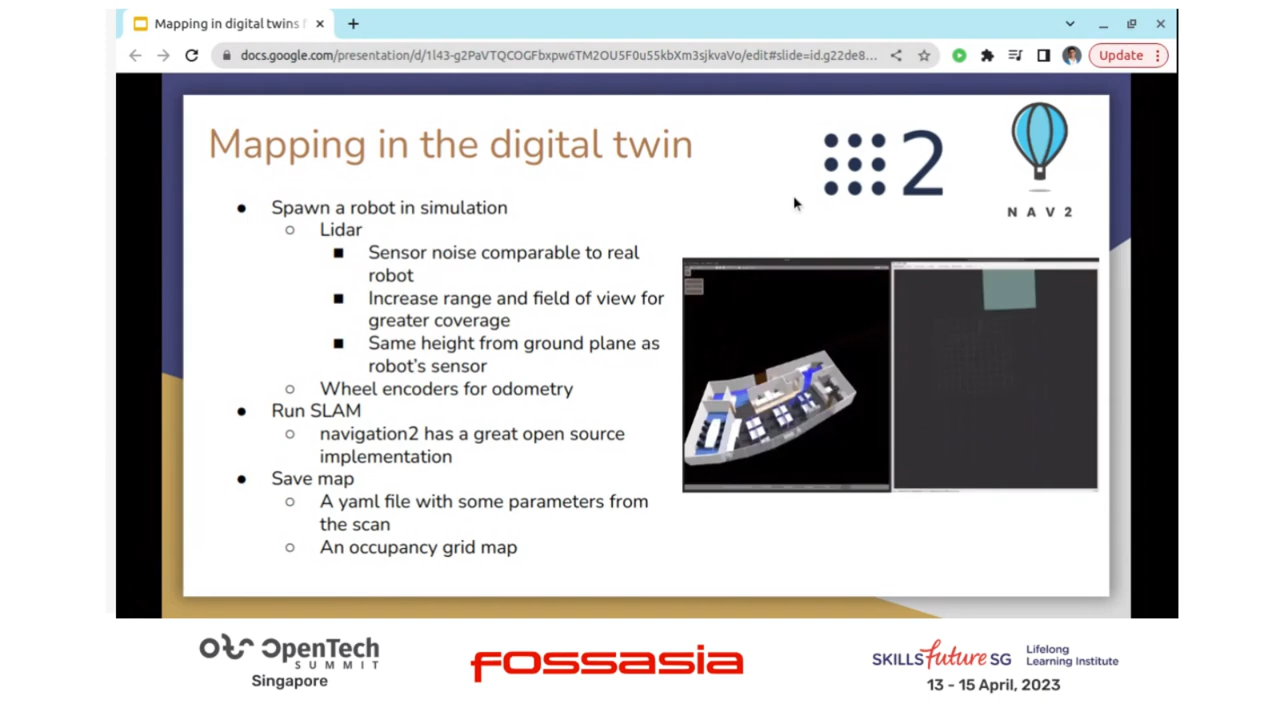 Mapping in digital twins f
docs.google.com/presentation/d/1l43-g2PaVTQCOGFbxpw6TM2OU5F0u55kbXm3sjkvaVo/edit#slide=id.g22de8...
Update
Mapping in the digital twin
2
NAV2
● Spawn a robot in simulation
○ Lidar
■ Sensor noise comparable to real
robot
■ Increase range and field of view for
greater coverage
■ Same height from ground plane as
robot's sensor
○ Wheel encoders for odometry
● Run SLAM
○ navigation2 has a great open source
implementation
● Save map
○ A yaml file with some parameters from
the scan
○ An occupancy grid map
OpenTech
SUMMIT
Singapore
fossasia
SKILLS future SG
Lifelong
Learning Institute
13 - 15 April, 2023